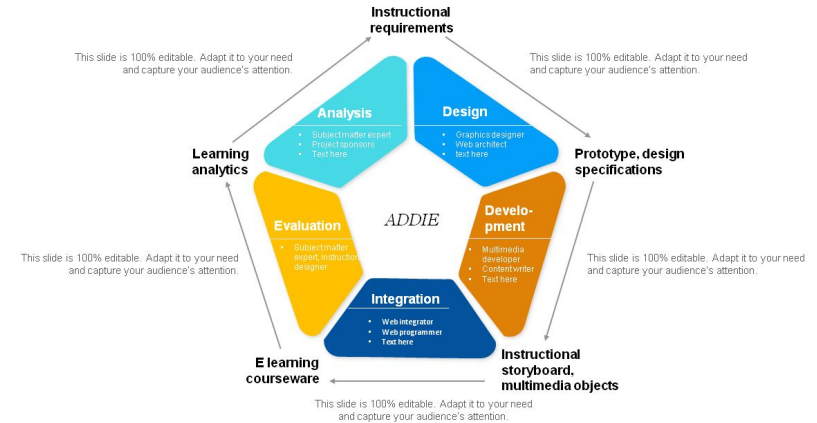 Instructional
requirements
This slide is 100% editable. Adapt it to your need
and capture your audience's attention.
This slide is 100% editable. Adapt it to your need
and capture your audience's attention.
Analysis
• Subject matter expert
• Project sponsors
• Text here
Design
• Graphics designer
• Web architect
• text here
Learning
analytics
Prototype, design
specifications
ADDIE
Evaluation
• Subject matter
expert, instruction
designer
Develo-
pment
• Multimedia
developer
• Content writer
• Text here
This slide is 100% editable. Adapt it to your need
and capture your audience's attention.
This slide is 100% editable. Adapt it to your need
and capture your audience's attention.
Integration
• Web integrator
• Web programmer
• Text here
E learning
courseware
Instructional
storyboard,
multimedia objects
This slide is 100% editable. Adapt it to your need
and capture your audience's attention.